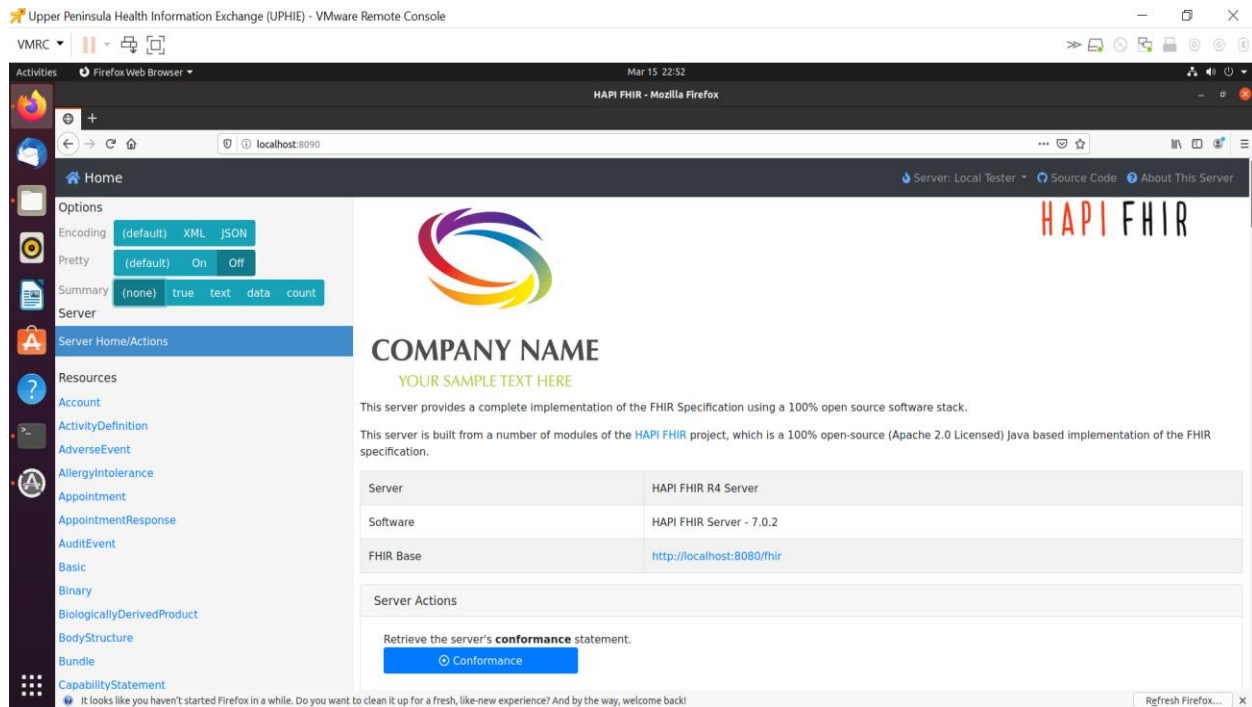 Upper Peninsula Health Information Exchange (UPHIE) - VMware Remote Console
VMRC
Activities Firefox Web Browser Mar 15 22:52
HAPI FHIR - Mozilla Firefox
localhost:8090
Home Server: Local Tester Source Code About This Server
Options
Encoding (default) XML JSON
Pretty (default) On Off
Summary (none) true text data count
Server
Server Home/Actions
Resources
Account
ActivityDefinition
AdverseEvent
AllergyIntolerance
Appointment
AppointmentResponse
AuditEvent
Basic
Binary
BiologicallyDerivedProduct
BodyStructure
Bundle
CapabilityStatement
HAPI FHIR
COMPANY NAME
YOUR SAMPLE TEXT HERE
This server provides a complete implementation of the FHIR Specification using a 100% open source software stack.
This server is built from a number of modules of the HAPI FHIR project, which is a 100% open-source (Apache 2.0 Licensed) Java based implementation of the FHIR
specification.
Server HAPI FHIR R4 Server
Software HAPI FHIR Server - 7.0.2
FHIR Base http://localhost:8080/fhir
Server Actions
Retrieve the server's conformance statement.
Conformance
It looks like you haven't started Firefox in a while. Do you want to clean it up for a fresh, like-new experience? And by the way, welcome back! Refresh Firefox...